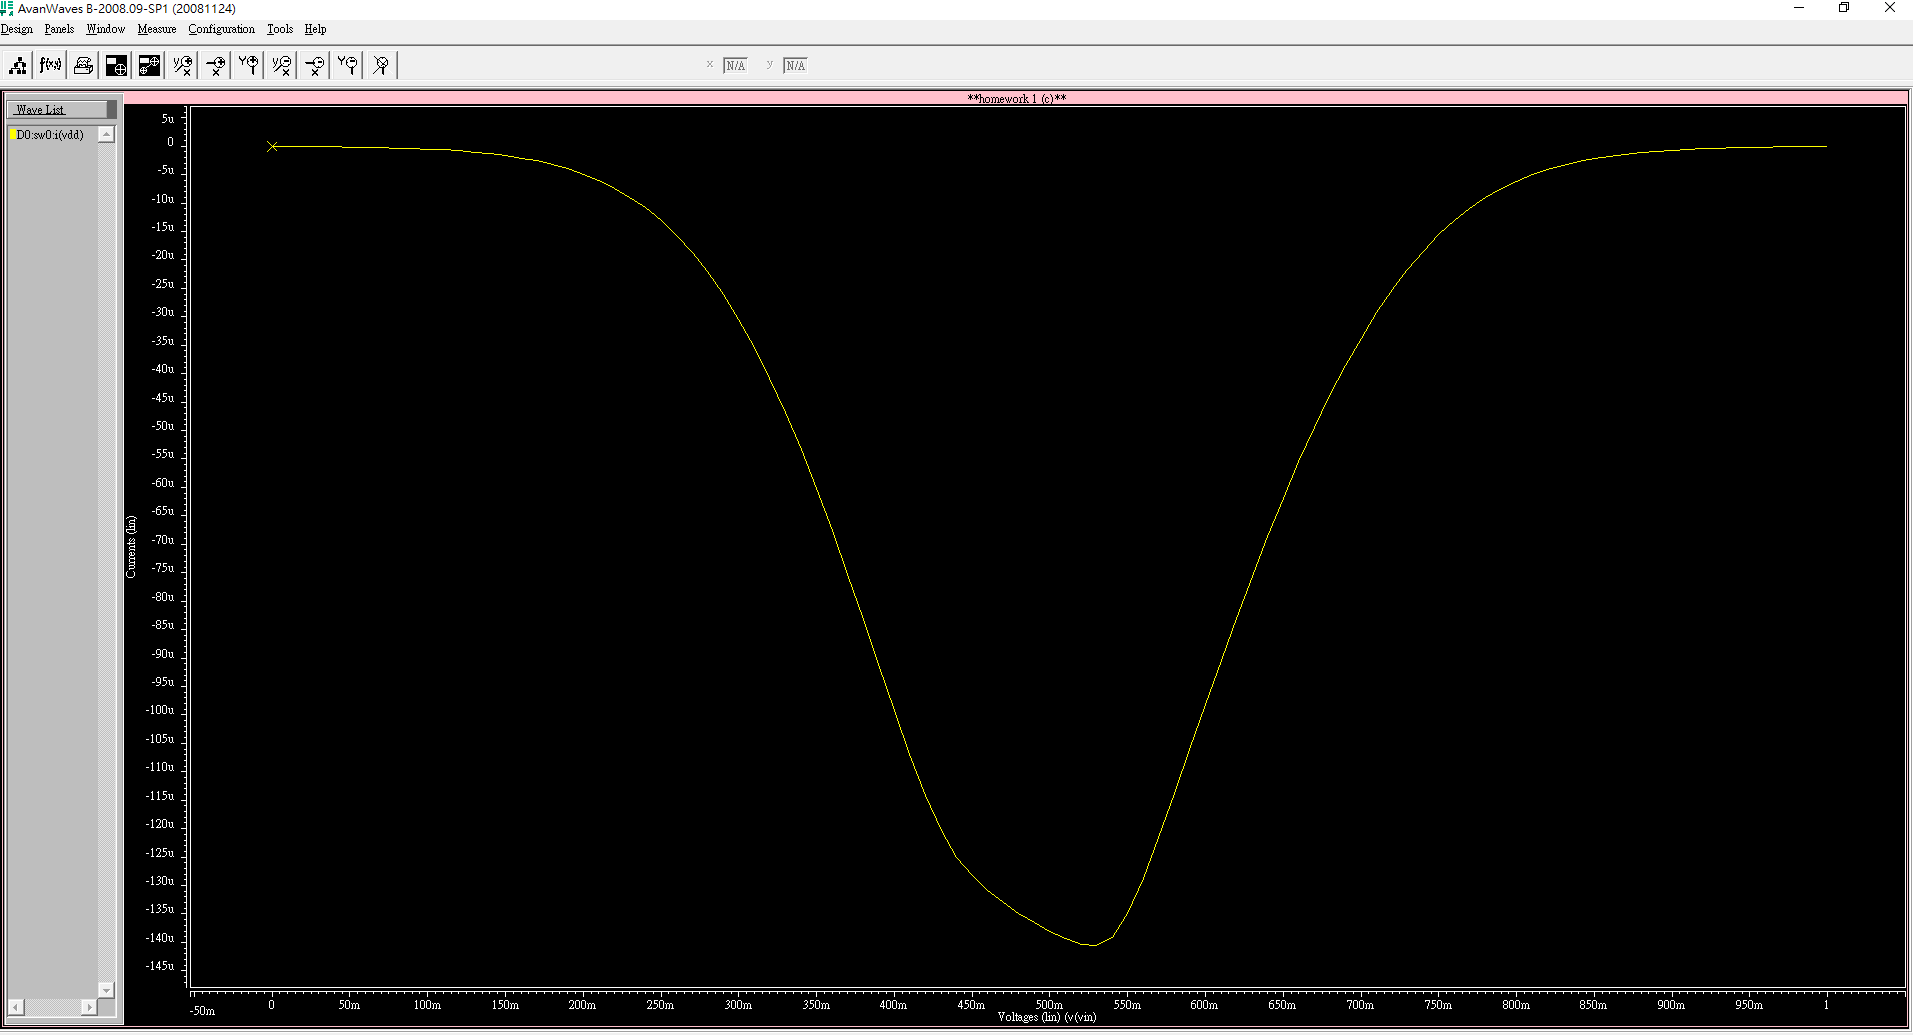 AvanWaves B-2008.09-SP1 (20081124)
Design Panels Window Measure Configuration Tools Help
f(x) x N/A y N/A
Wave List
D0:sw0:i(vdd)
**homework 1 (c)**
5u
0
-5u
-10u
-15u
-20u
-25u
-30u
-35u
-40u
-45u
-50u
-55u
-60u
-65u
-70u
-75u
-80u
-85u
-90u
-95u
-100u
-105u
-110u
-115u
-120u
-125u
-130u
-135u
-140u
-145u
Currents (lin)
-50m 0 50m 100m 150m 200m 250m 300m 350m 400m 450m 500m 550m 600m 650m 700m 750m 800m 850m 900m 950m 1
Voltages (lin) (v(vin)